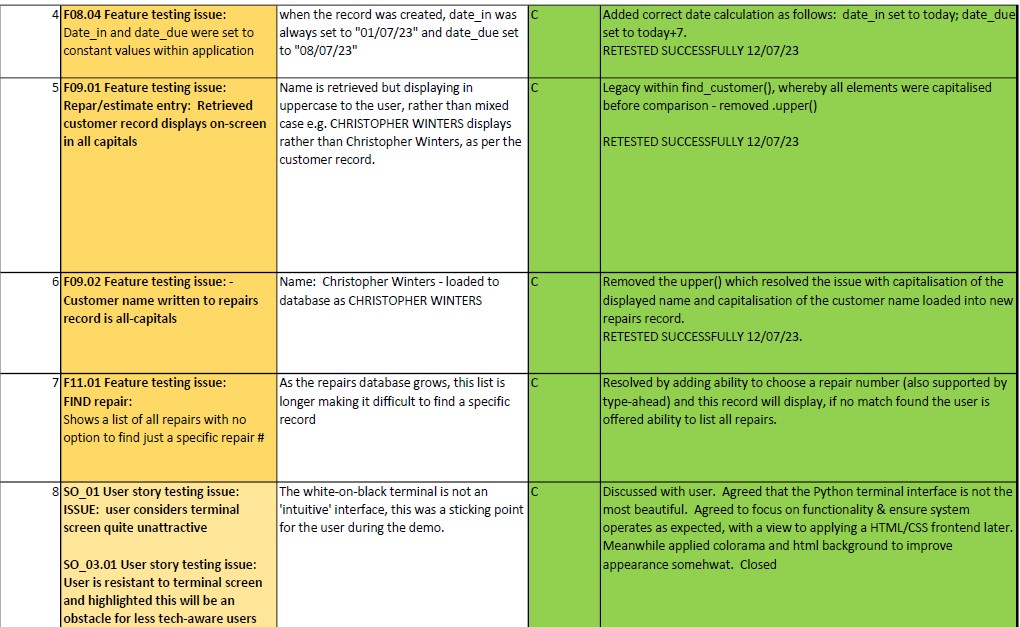 4 F08.04 Feature testing issue:
Date_in and date_due were set to
constant values within application
when the record was created, date_in was
always set to "01/07/23" and date_due set
to "08/07/23"
C
Added correct date calculation as follows:  date_in set to today; date_due
set to today+7.
RETESTED SUCCESSFULLY 12/07/23
5 F09.01 Feature testing issue:
Repar/estimate entry:  Retrieved
customer record displays on-screen
in all capitals
Name is retrieved but displaying in
uppercase to the user, rather than mixed
case e.g. CHRISTOPHER WINTERS displays
rather than Christopher Winters, as per the
customer record.
C
Legacy within find_customer(), whereby all elements were capitalised
before comparison - removed .upper()
RETESTED SUCCESSFULLY 12/07/23
6 F09.02 Feature testing issue: -
Customer name written to repairs
record is all-capitals
Name:  Christopher Winters - loaded to
database as CHRISTOPHER WINTERS
C
Removed the upper() which resolved the issue with capitalisation of the
displayed name and capitalisation of the customer name loaded into new
repairs record.
RETESTED SUCCESSFULLY 12/07/23.
7 F11.01 Feature testing issue:
FIND repair:
Shows a list of all repairs with no
option to find just a specific repair #
As the repairs database grows, this list is
longer making it difficult to find a specific
record
C
Resolved by adding ability to choose a repair number (also supported by
type-ahead) and this record will display, if no match found the user is
offered ability to list all repairs.
8 SO_01 User story testing issue:
ISSUE:  user considers terminal
screen quite unattractive
SO_03.01 User story testing issue:
User is resistant to terminal screen
and highlighted this will be an
obstacle for less tech-aware users
The white-on-black terminal is not an
'intuitive' interface, this was a sticking point
for the user during the demo.
C
Discussed with user.  Agreed that the Python terminal interface is not the
most beautiful.  Agreed to focus on functionality & ensure system
operates as expected, with a view to applying a HTML/CSS frontend later.
Meanwhile applied colorama and html background to improve
appearance somehwat.  Closed